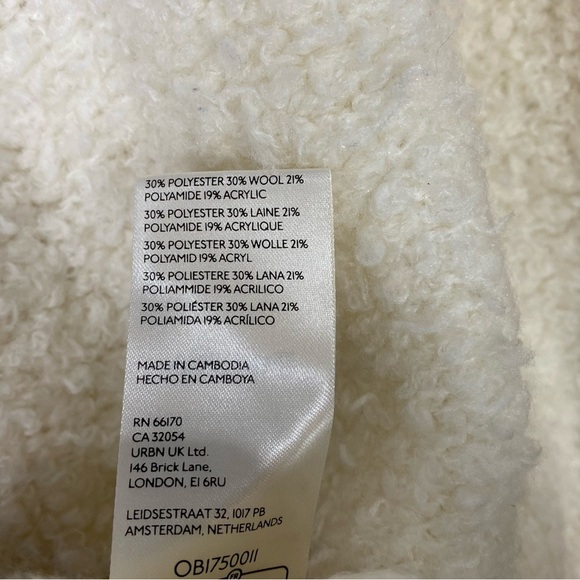 30% POLYESTER 30% WOOL 21%
POLYAMIDE 19% ACRYLIC
30% POLYESTER 30% LAINE 21%
POLYAMIDE 19% ACRYLIQUE
30% POLYESTER 30% WOLLE 21%
POLYAMID 19% ACRYL
30% POLIESTERE 30% LANA 21%
POLIAMMIDE 19% ACRILICO
30% POLIÉSTER 30% LANA 21%
POLIAMIDA 19% ACRÍLICO
MADE IN CAMBODIA
HECHO EN CAMBOYA
RN 66170
CA 32054
URBN UK Ltd.
146 Brick Lane,
LONDON, E1 6RU
LEIDSESTRAAT 32, 1017 PB
AMSTERDAM, NETHERLANDS
OB1750011
FR